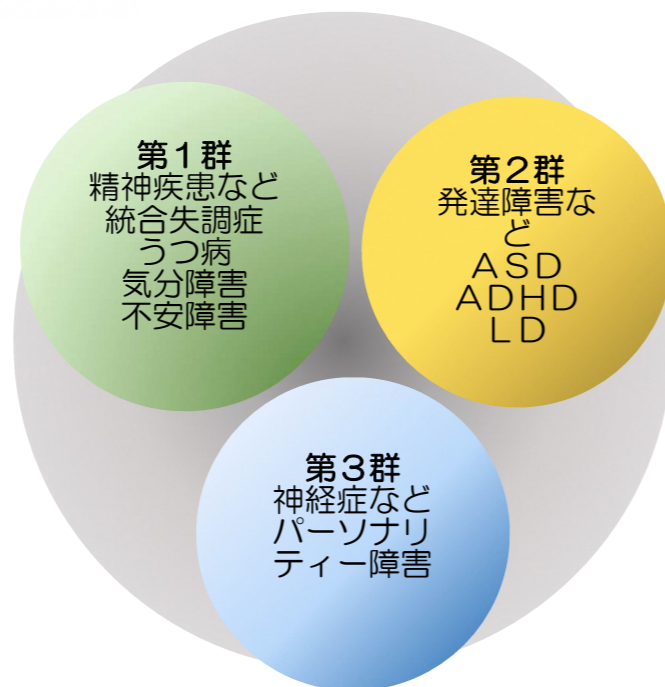 第１群
精神疾患など
統合失調症
うつ病
気分障害
不安障害
第２群
発達障害な
ど
ＡＳＤ
ＡＤＨＤ
ＬＤ
第３群
神経症など
パーソナリ
ティー障害